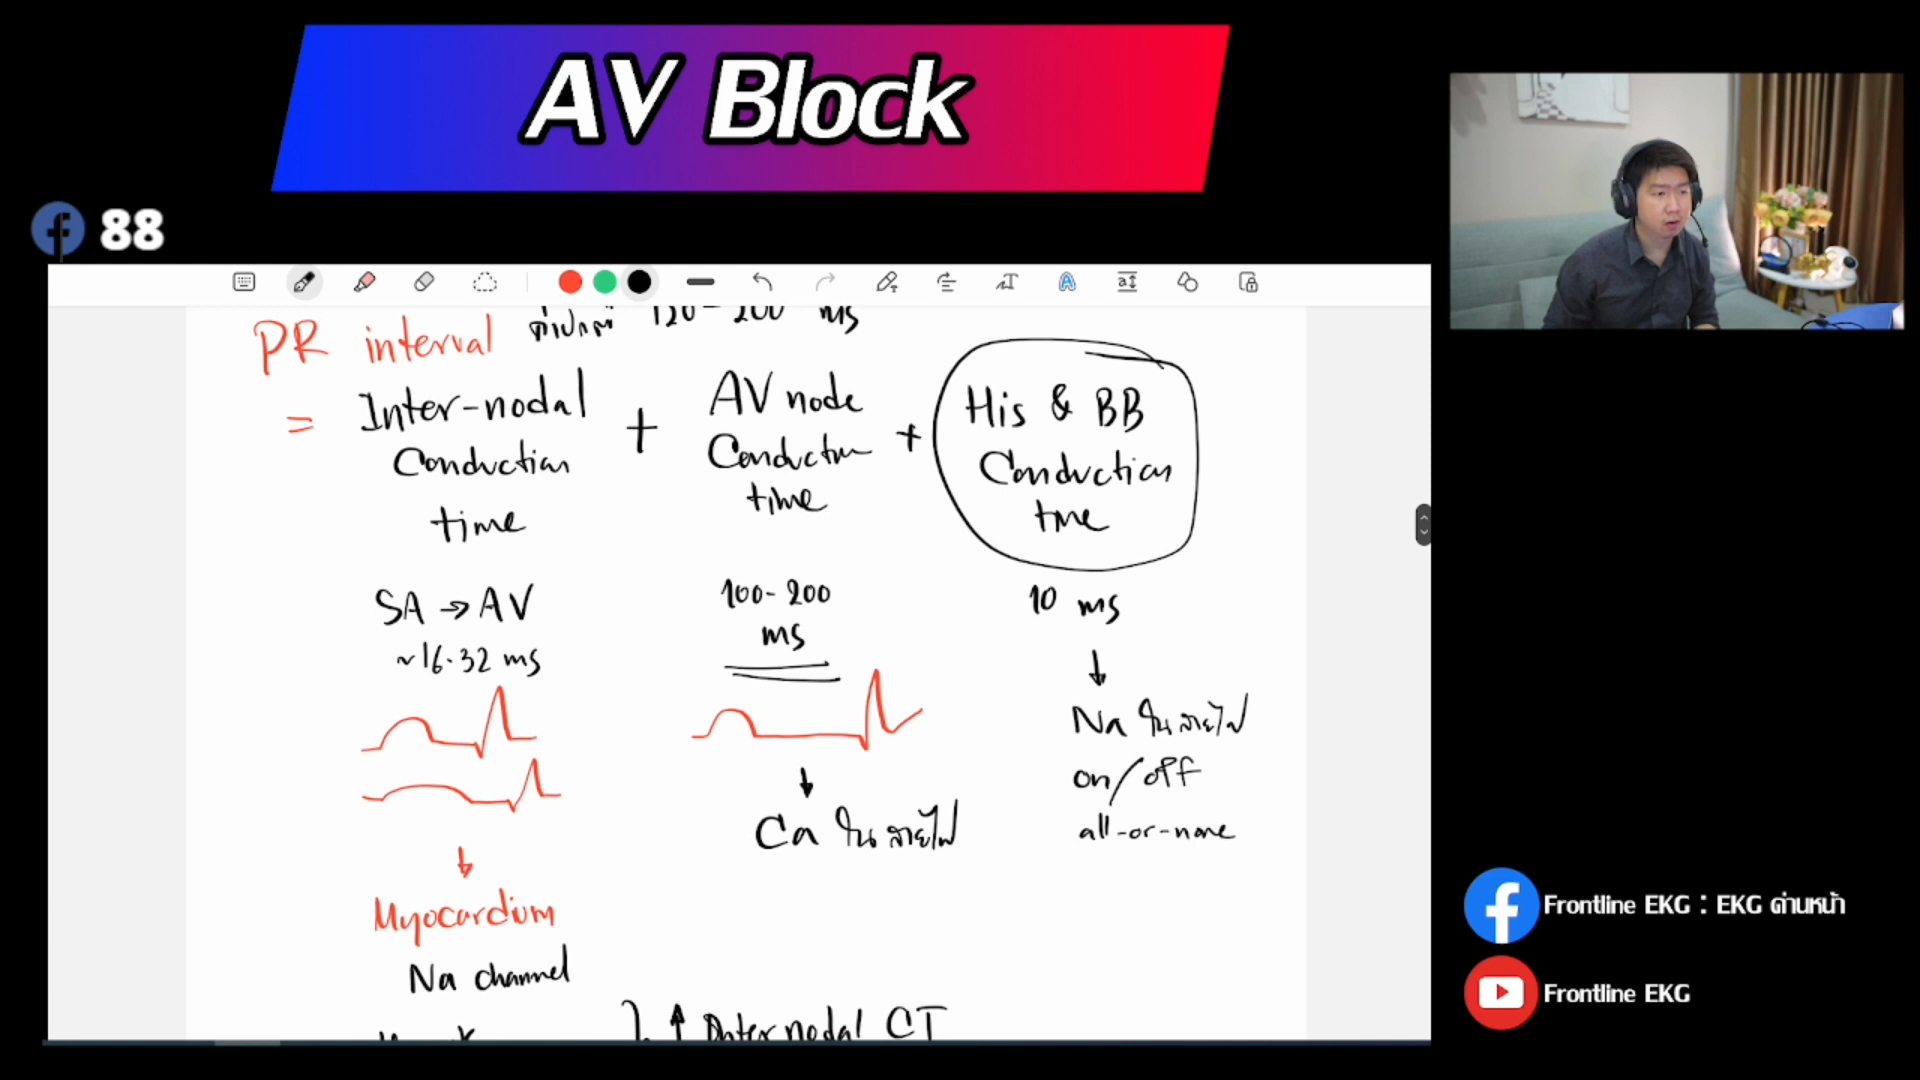 AV Block
88
PR interval ค่าปกติ 120-200 ms
= Inter-nodal Conduction time + AV node Conduction time + His & BB Conduction tme
SA → AV
~16-32 ms
100-200
ms
10 ms
Na ในสายไฟ
on/off
all-or-none
Ca ในสายไฟ
Myocardium
Na channel
↑ Internodal CT
Frontline EKG : EKG ด่านหน้า
Frontline EKG